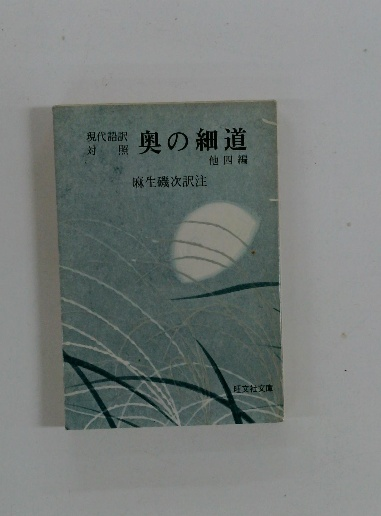 現代語訳
対照
奥の細道
他四編
麻生磯次訳注
旺文社文庫